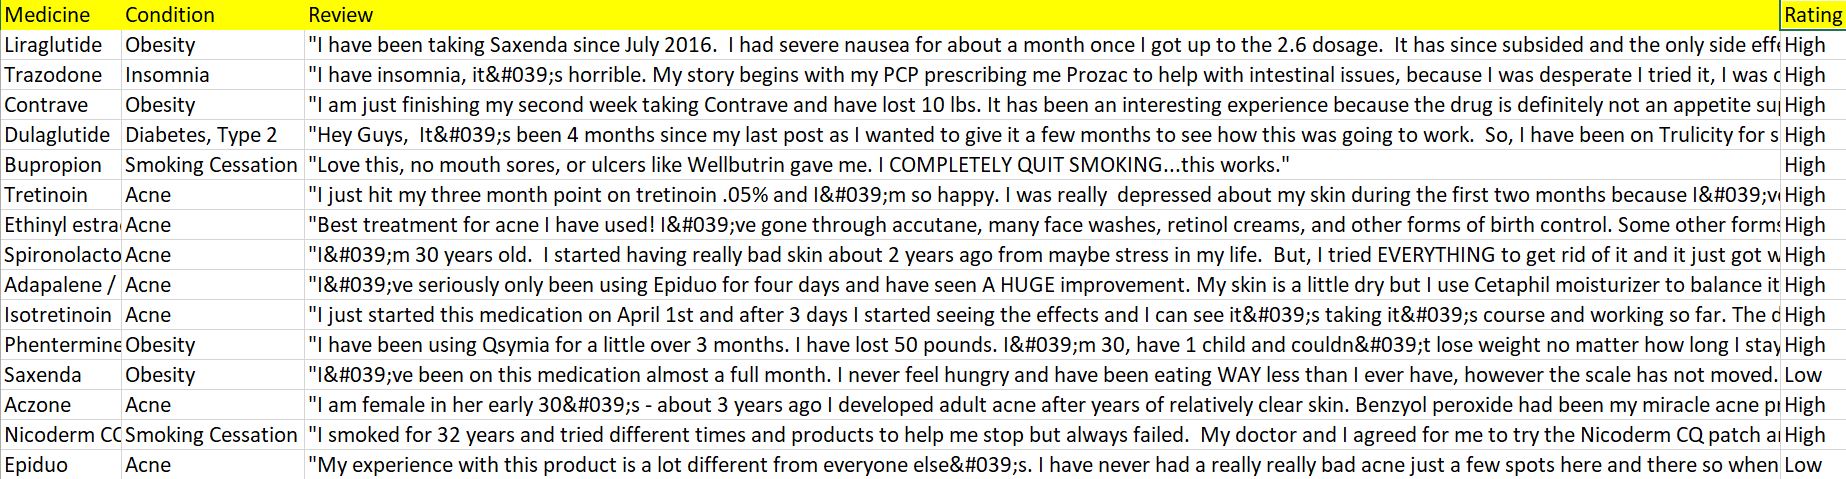 Medicine Condition Review Rating
Liraglutide Obesity "I have been taking Saxenda since July 2016.  I had severe nausea for about a month once I got up to the 2.6 dosage.  It has since subsided and the only side effe High
Trazodone Insomnia "I have insomnia, it&#039;s horrible. My story begins with my PCP prescribing me Prozac to help with intestinal issues, because I was desperate I tried it, I was c High
Contrave Obesity "I am just finishing my second week taking Contrave and have lost 10 lbs. It has been an interesting experience because the drug is definitely not an appetite sup High
Dulaglutide Diabetes, Type 2 "Hey Guys,  It&#039;s been 4 months since my last post as I wanted to give it a few months to see how this was going to work.  So, I have been on Trulicity for s High
Bupropion Smoking Cessation "Love this, no mouth sores, or ulcers like Wellbutrin gave me. I COMPLETELY QUIT SMOKING...this works." High
Tretinoin Acne "I just hit my three month point on tretinoin .05% and I&#039;m so happy. I was really  depressed about my skin during the first two months because I&#039;ve High
Ethinyl estra Acne "Best treatment for acne I have used! I&#039;ve gone through accutane, many face washes, retinol creams, and other forms of birth control. Some other forms High
Spironolacto Acne "I&#039;m 30 years old.  I started having really bad skin about 2 years ago from maybe stress in my life.  But, I tried EVERYTHING to get rid of it and it just got w High
Adapalene / Acne "I&#039;ve seriously only been using Epiduo for four days and have seen A HUGE improvement. My skin is a little dry but I use Cetaphil moisturizer to balance it High
Isotretinoin Acne "I just started this medication on April 1st and after 3 days I started seeing the effects and I can see it&#039;s taking it&#039;s course and working so far. The d High
Phentermine Obesity "I have been using Qsymia for a little over 3 months. I have lost 50 pounds. I&#039;m 30, have 1 child and couldn&#039;t lose weight no matter how long I stay High
Saxenda Obesity "I&#039;ve been on this medication almost a full month. I never feel hungry and have been eating WAY less than I ever have, however the scale has not moved. Low
Aczone Acne "I am female in her early 30&#039;s - about 3 years ago I developed adult acne after years of relatively clear skin. Benzyol peroxide had been my miracle acne pr High
Nicoderm CQ Smoking Cessation "I smoked for 32 years and tried different times and products to help me stop but always failed.  My doctor and I agreed for me to try the Nicoderm CQ patch an High
Epiduo Acne "My experience with this product is a lot different from everyone else&#039;s. I have never had a really really bad acne just a few spots here and there so when Low